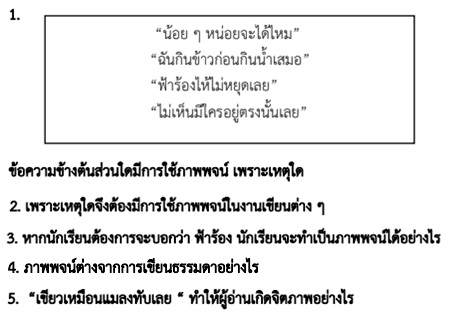 1.
“น้อย ๆ หน่อยจะได้ไหม”
“ฉันกินข้าวก่อนกินน้ำเสมอ”
“ฟ้าร้องไห้ไม่หยุดเลย”
“ไม่เห็นมีใครอยู่ตรงนั้นเลย”
ข้อความข้างต้นส่วนใดมีการใช้ภาพพจน์ เพราะเหตุใด
2. เพราะเหตุใดจึงต้องมีการใช้ภาพพจน์ในงานเขียนต่าง ๆ
3. หากนักเรียนต้องการจะบอกว่า ฟ้าร้อง นักเรียนจะทำเป็นภาพพจน์ได้อย่างไร
4. ภาพพจน์ต่างจากการเขียนธรรมดาอย่างไร
5. “เขียวเหมือนแมลงทับเลย “ ทำให้ผู้อ่านเกิดจิตภาพอย่างไร